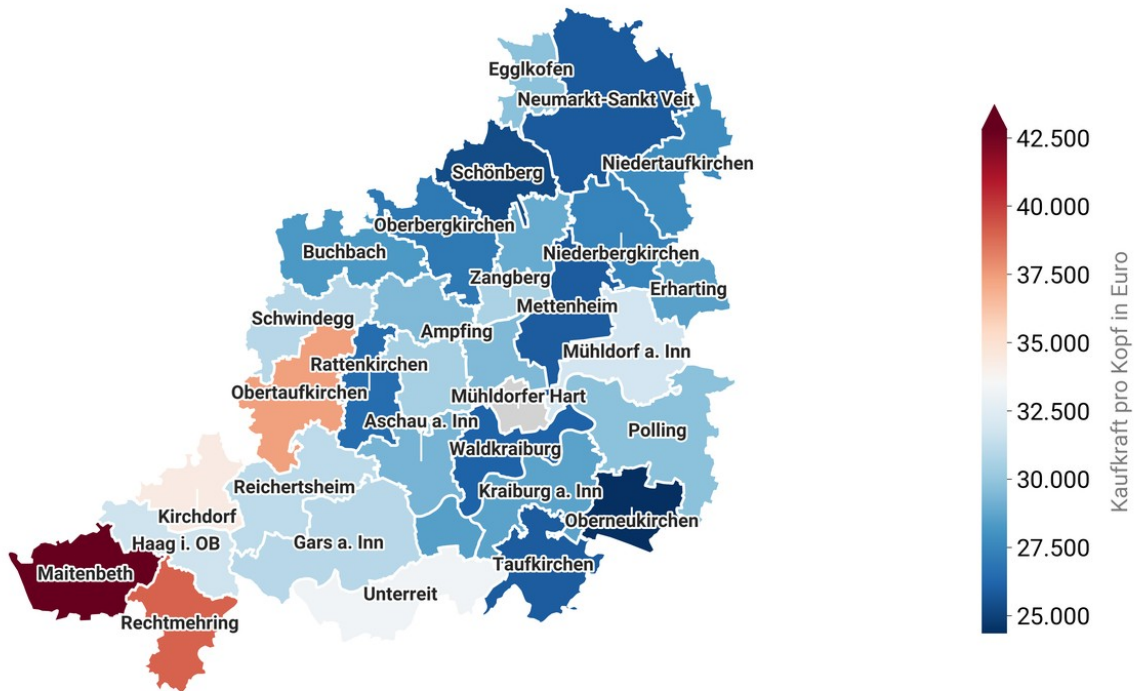 Egglkofen
Neumarkt-Sankt Veit
Niedertaufkirchen
Schönberg
Oberbergkirchen
Buchbach
Niederbergkirchen
Zangberg
Erharting
Mettenheim
Schwindegg
Ampfing
Mühldorf a. Inn
Rattenkirchen
Obertaufkirchen
Mühldorfer Hart
Aschau a. Inn
Polling
Waldkraiburg
Reichertsheim
Kraiburg a. Inn
Kirchdorf
Oberneukirchen
Haag i. OB
Gars a. Inn
Taufkirchen
Maitenbeth
Unterreit
Rechtmehring
42.500
40.000
37.500
35.000
32.500
30.000
27.500
25.000
Kaufkraft pro Kopf in Euro